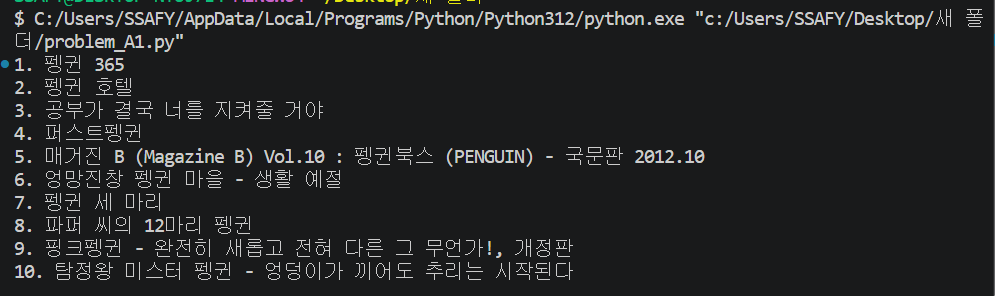 $ C:/Users/SSAFY/AppData/Local/Programs/Python/Python312/python.exe "c:/Users/SSAFY/Desktop/새 폴
더/problem_A1.py"
1. 펭귄 365
2. 펭귄 호텔
3. 공부가 결국 너를 지켜줄 거야
4. 퍼스트펭귄
5. 매거진 B (Magazine B) Vol.10 : 펭귄북스 (PENGUIN) - 국문판 2012.10
6. 엉망진창 펭귄 마을 - 생활 예절
7. 펭귄 세 마리
8. 파퍼 씨의 12마리 펭귄
9. 핑크펭귄 - 완전히 새롭고 전혀 다른 그 무언가!, 개정판
10. 탐정왕 미스터 펭귄 - 엉덩이가 끼어도 추리는 시작된다